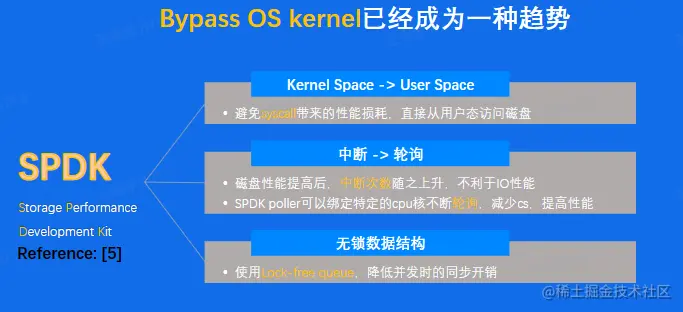 Bypass OS kernel已经成为一种趋势
Kernel Space -> User Space
• 避免syscall带来的性能损耗，直接从用户态访问磁盘
中断 -> 轮询
• 磁盘性能提高后，中断次数随之上升，不利于IO性能
• SPDK poller可以绑定特定的cpu核不断轮询，减少cs，提高性能
SPDK
Storage Performance
Development Kit
Reference: [5]
无锁数据结构
• 使用Lock-free queue，降低并发时的同步开销
@稀土掘金技术社区